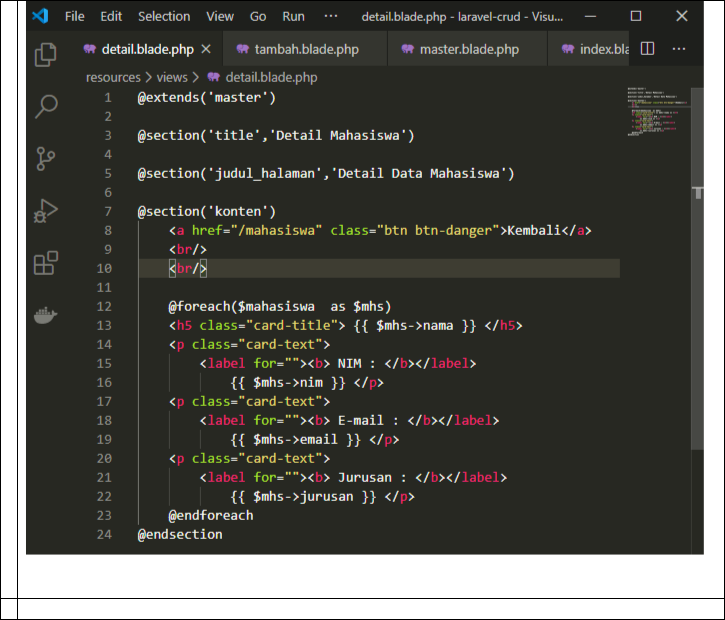 File Edit Selection View Go Run ··· detail.blade.php - laravel-crud - Visu...
detail.blade.php tambah.blade.php master.blade.php index.bla ···
resources > views > detail.blade.php
1 @extends('master')
2
3 @section('title','Detail Mahasiswa')
4
5 @section('judul_halaman','Detail Data Mahasiswa')
6
7 @section('konten')
8 <a href="/mahasiswa" class="btn btn-danger">Kembali</a>
9 <br/>
10 <br/>
11
12 @foreach($mahasiswa  as $mhs)
13 <h5 class="card-title"> {{ $mhs->nama }} </h5>
14 <p class="card-text">
15 <label for=""><b> NIM : </b></label>
16 {{ $mhs->nim }} </p>
17 <p class="card-text">
18 <label for=""><b> E-mail : </b></label>
19 {{ $mhs->email }} </p>
20 <p class="card-text">
21 <label for=""><b> Jurusan : </b></label>
22 {{ $mhs->jurusan }} </p>
23 @endforeach
24 @endsection